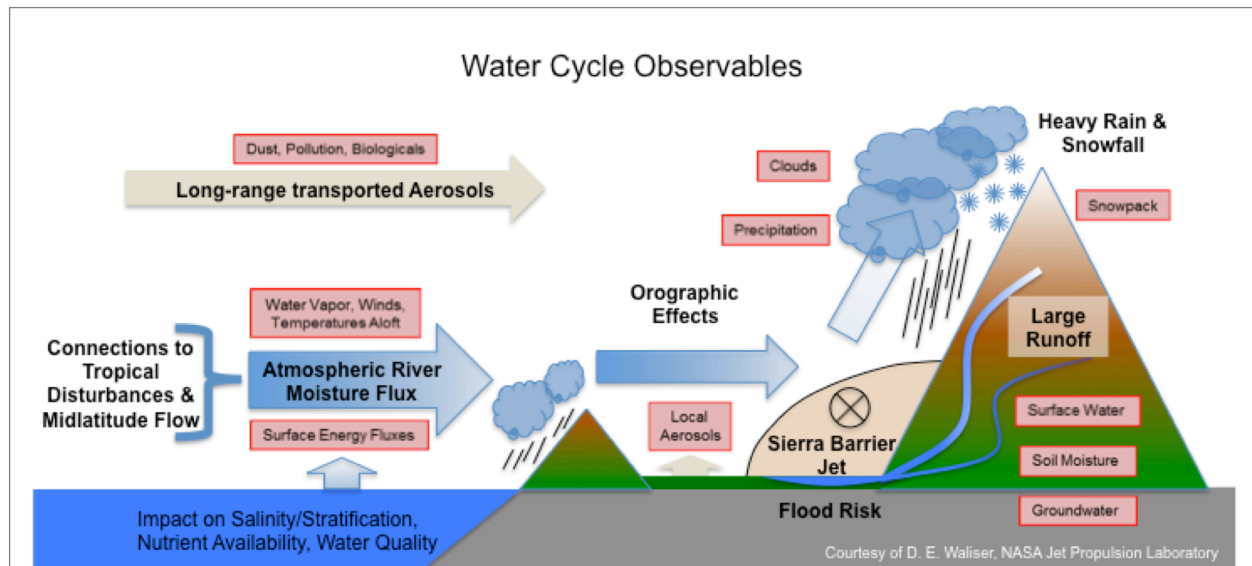 Water Cycle Observables
Dust, Pollution, Biologicals
Long-range transported Aerosols
Clouds
Precipitation
Heavy Rain &
Snowfall
Snowpack
Water Vapor, Winds,
Temperatures Aloft
Connections to
Tropical
Disturbances &
Midlatitude Flow
Atmospheric River
Moisture Flux
Surface Energy Fluxes
Orographic
Effects
Local
Aerosols
Sierra Barrier
Jet
Large
Runoff
Surface Water
Soil Moisture
Groundwater
Impact on Salinity/Stratification,
Nutrient Availability, Water Quality
Flood Risk
Courtesy of D. E. Waliser, NASA Jet Propulsion Laboratory